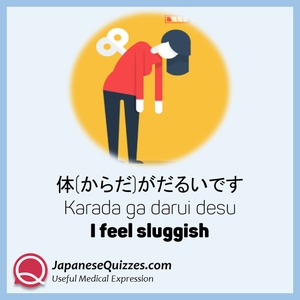 体(からだ)がだるいです
Karada ga darui desu
I feel sluggish
JapaneseQuizzes.com
Useful Medical Expression